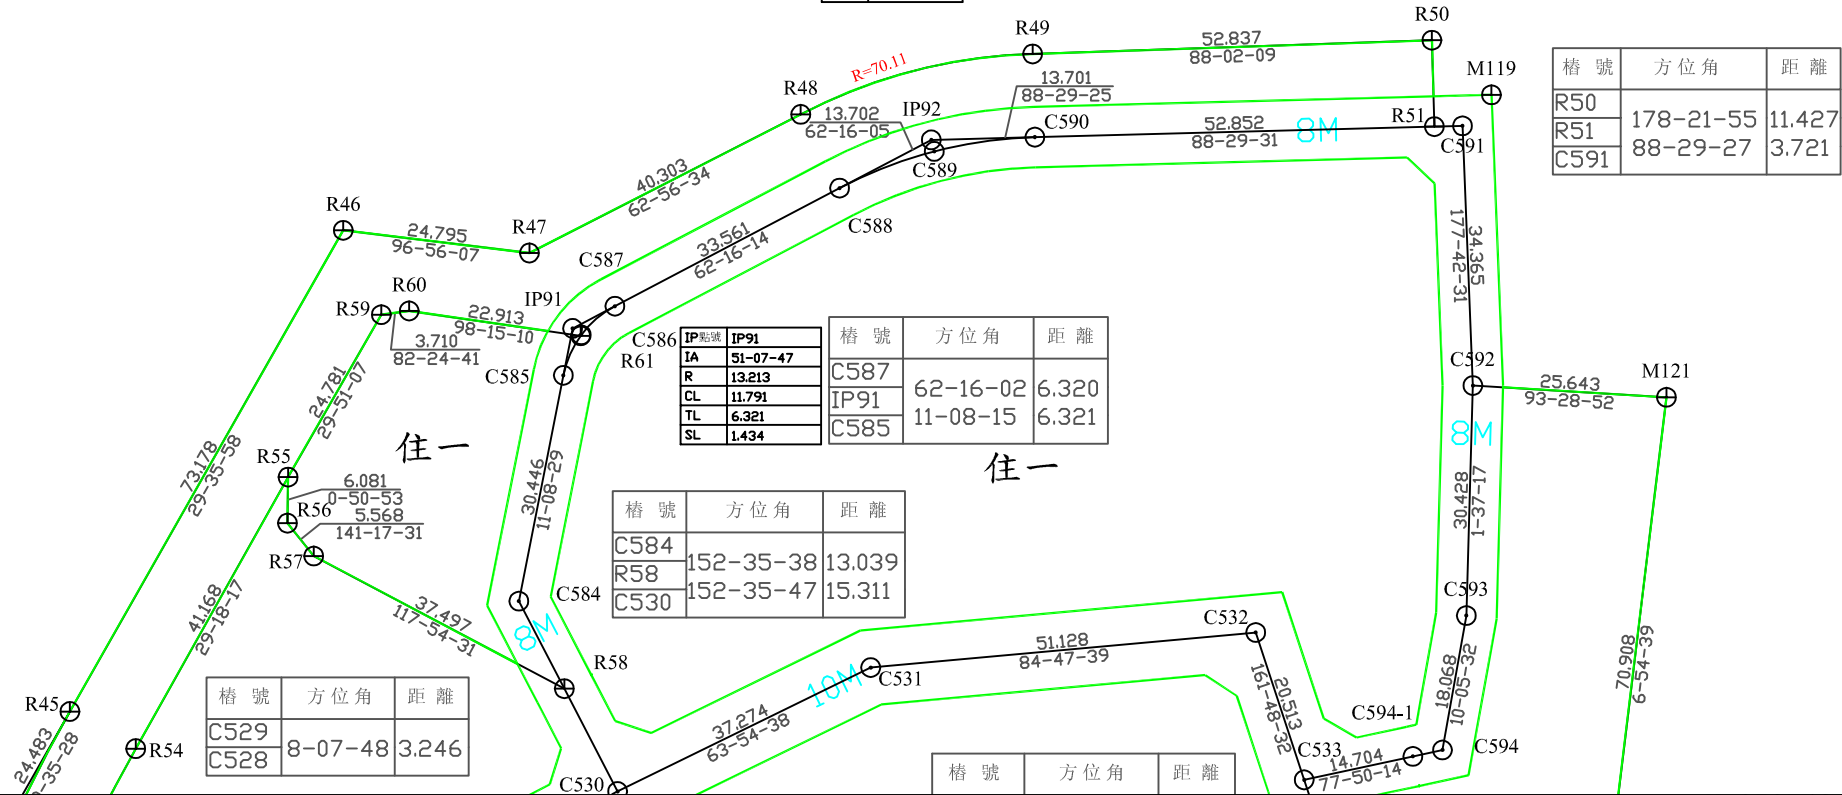 R50
R49
52.837
88-02-09
R=70.11
M119
樁 號 方位角 距 離
R50
R51
C591
178-21-55 11.427
88-29-27 3.721
R48
13.701
88-29-25
13.702
62-16-05
IP92
C590
52.852
88-29-31
8M
R51
C591
C589
40.303
62-56-34
R46
R47
24.795
96-56-07
C588
C587
33.561
62-16-14
177-42-31
34.365
R60
R59
IP91
22.913
98-15-10
3.710
82-24-41
C586
R61
C585
IP點號 IP91
IA 51-07-47
R 13.213
CL 11.791
TL 6.321
SL 1.434
樁 號 方位角 距 離
C587
IP91
C585
62-16-02 6.320
11-08-15 6.321
C592
M121
25.643
93-28-52
24.781
29-51-07
住一
住一
8M
73.178
29-35-58
R55
6.081
0-50-53
R56
5.568
141-17-31
R57
30.446
11-08-29
樁 號 方位角 距 離
C584
R58
C530
152-35-38 13.039
152-35-47 15.311
30.428
1-37-17
41.168
29-18-17
37.497
117-54-31
C584
8M
C593
C532
51.128
84-47-39
R58
10M
C531
20.513
161-48-32
18.068
10-05-32
70.908
6-54-39
R45
樁 號 方位角 距 離
C529
C528
8-07-48 3.246
37.274
63-54-38
C594-1
R54
24.483
-35-28
C533
C594
14.704
77-50-14
C530
樁 號 方位角 距 離